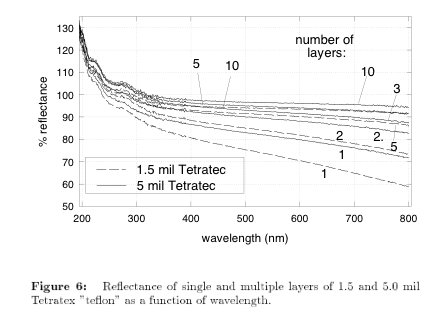 130
120
110
100
90
80
70
60
50
% reflectance
number of
layers:
5
10
10
3
2
2.
5
1
1
1.5 mil Tetratec
5 mil Tetratec
200 300 400 500 600 700 800
wavelength (nm)
Figure 6: Reflectance of single and multiple layers of 1.5 and 5.0 mil
Tetratex "teflon" as a function of wavelength.